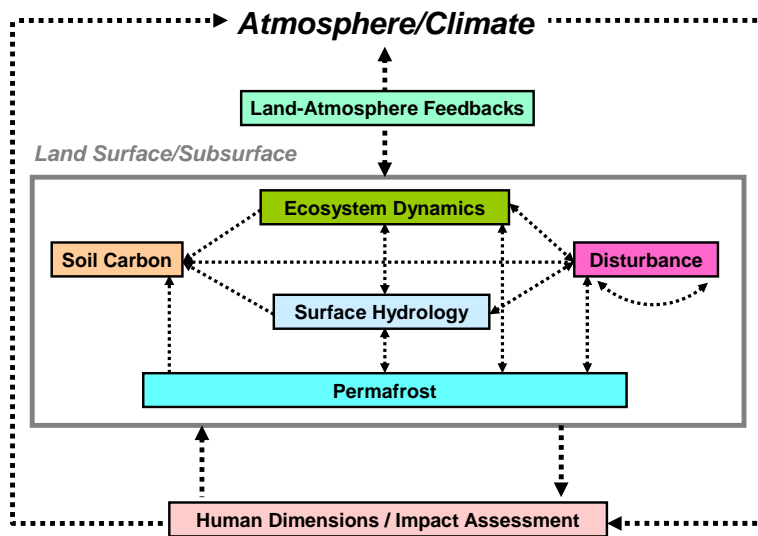 Atmosphere/Climate
Land-Atmosphere Feedbacks
Land Surface/Subsurface
Ecosystem Dynamics
Soil Carbon
Disturbance
Surface Hydrology
Permafrost
Human Dimensions / Impact Assessment